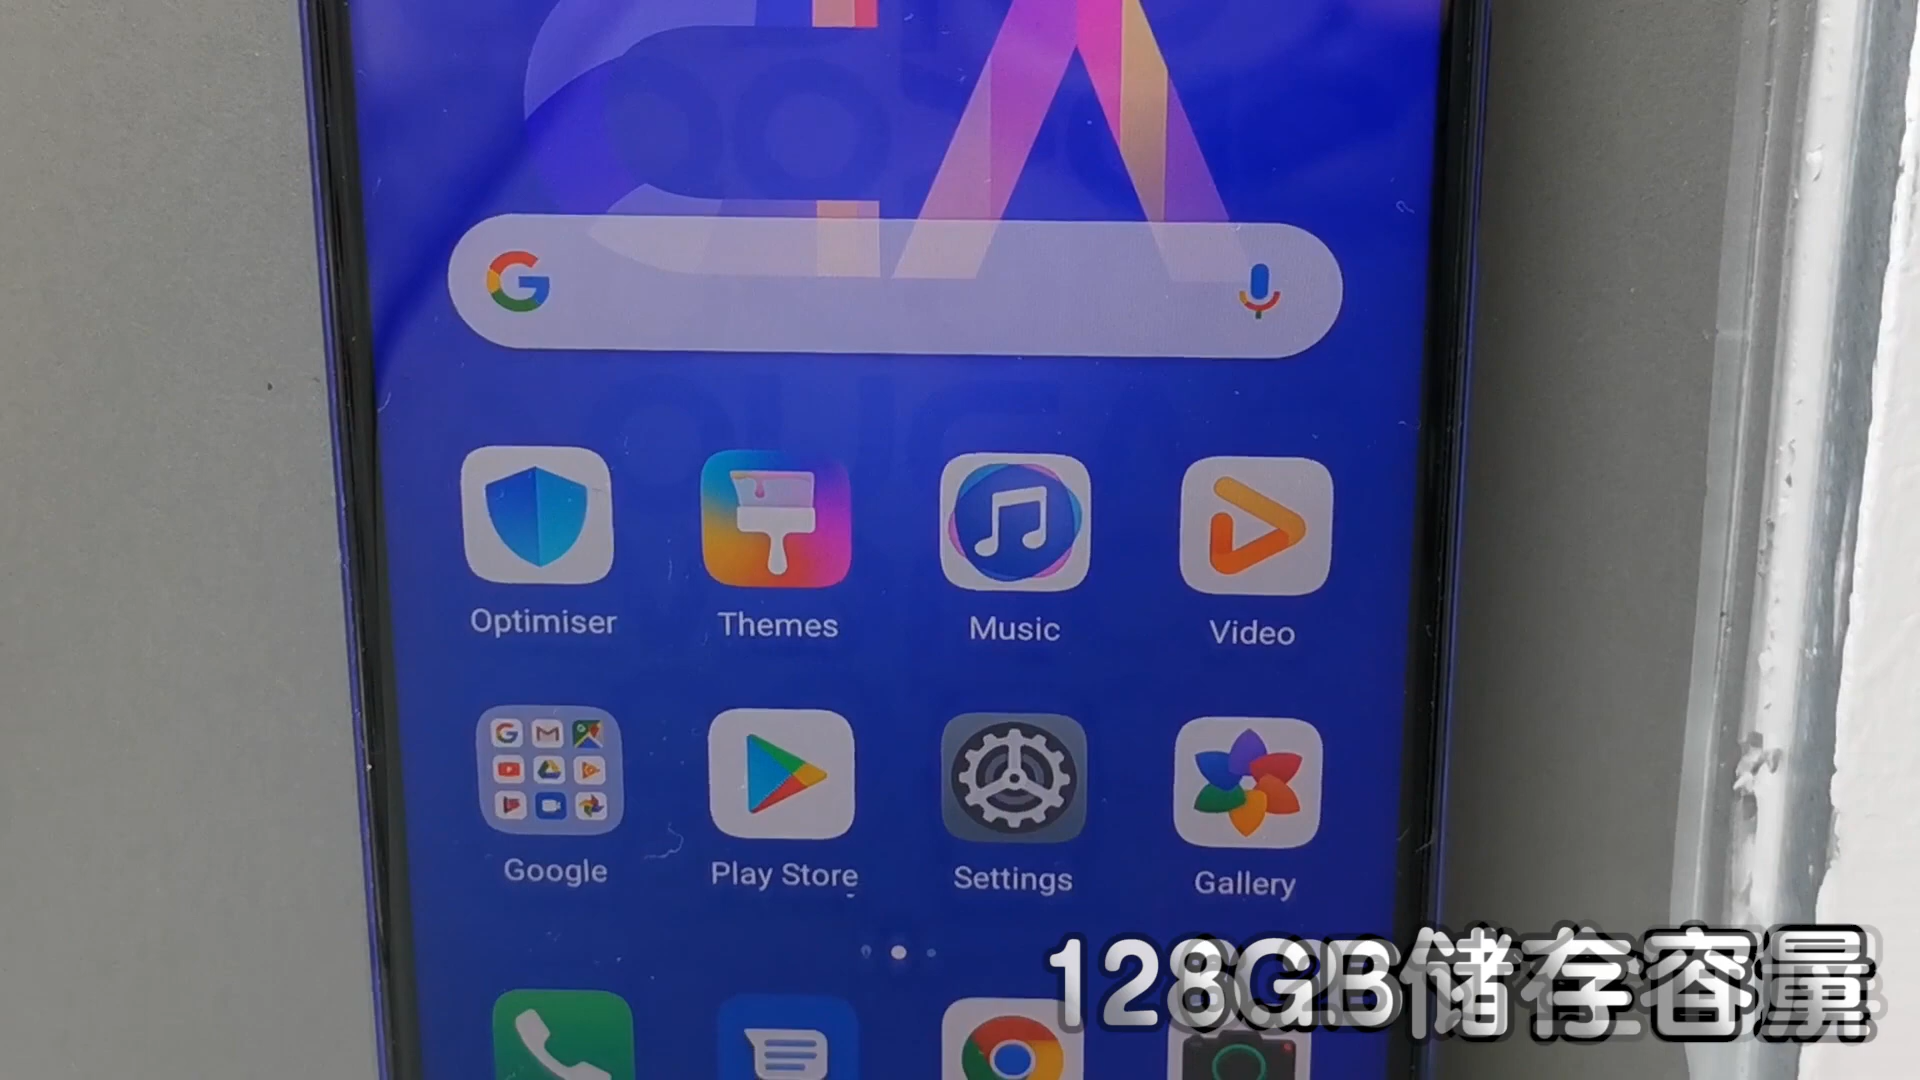 Optimiser Themes Music Video
Google Play Store Settings Gallery
128GB储存容量